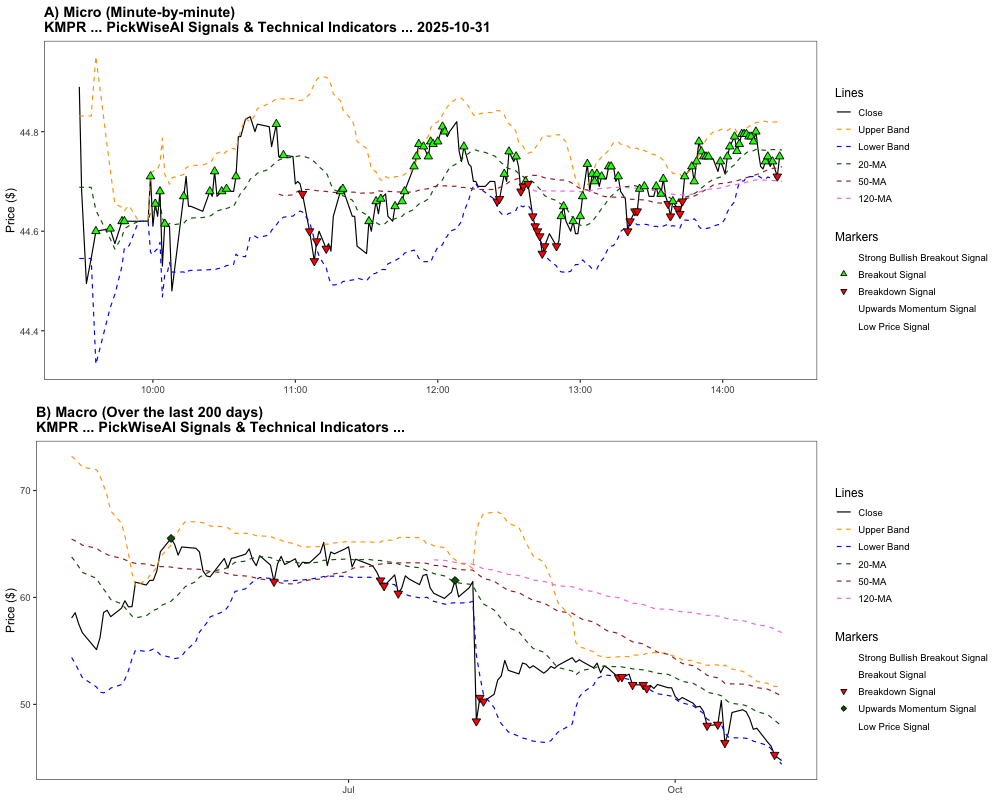 A) Micro (Minute-by-minute)
KMPR ... PickWiseAI Signals & Technical Indicators ... 2025-10-31
Price ($)
44.8
44.6
44.4
10:00
11:00
12:00
13:00
14:00
Lines
Close
Upper Band
Lower Band
20-MA
50-MA
120-MA
Markers
Strong Bullish Breakout Signal
Breakout Signal
Breakdown Signal
Upwards Momentum Signal
Low Price Signal
B) Macro (Over the last 200 days)
KMPR ... PickWiseAI Signals & Technical Indicators ...
Price ($)
70
60
50
Jul
Oct
Lines
Close
Upper Band
Lower Band
20-MA
50-MA
120-MA
Markers
Strong Bullish Breakout Signal
Breakout Signal
Breakdown Signal
Upwards Momentum Signal
Low Price Signal